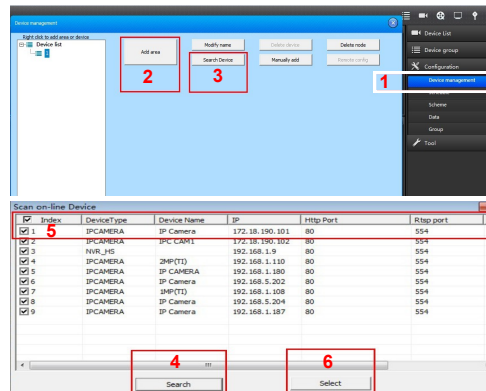 Device management
Right click to add area or device
Device list
1
Add area
Modify name
Delete device
Delete node
Search Device
Manually add
Remote config
2
3
Device List
Device group
Configuration
1
Device management
Scheme
Data
Group
Tool
Scan on-line Device
Index DeviceType Device Name IP Http Port Rtsp port
5
1 IPCAMERA IP Camera 172.18.190.101 80 554
2 IPCAMERA IPC CAM1 172.18.190.102 80 554
3 NVR_HS 192.168.1.9 80 554
4 IPCAMERA 2MP(TI) 192.168.1.110 80 554
5 IPCAMERA IP CAMERA 192.168.1.180 80 554
6 IPCAMERA IP Camera 192.168.5.202 80 554
7 IPCAMERA 1MP(TI) 192.168.1.108 80 554
8 IPCAMERA IP Camera 192.168.5.204 80 554
9 IPCAMERA IP Camera 192.168.1.187 80 554
4
6
Search
Select